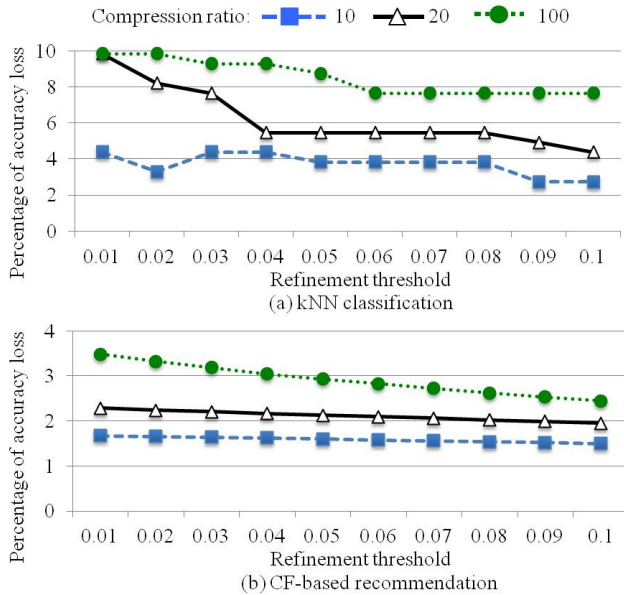 Compression ratio: 10 20 100
Percentage of accuracy loss
10
8
6
4
2
0
0.01 0.02 0.03 0.04 0.05 0.06 0.07 0.08 0.09 0.1
Refinement threshold
(a) kNN classification
Percentage of accuracy loss
4
3
2
1
0
0.01 0.02 0.03 0.04 0.05 0.06 0.07 0.08 0.09 0.1
Refinement threshold
(b) CF-based recommendation